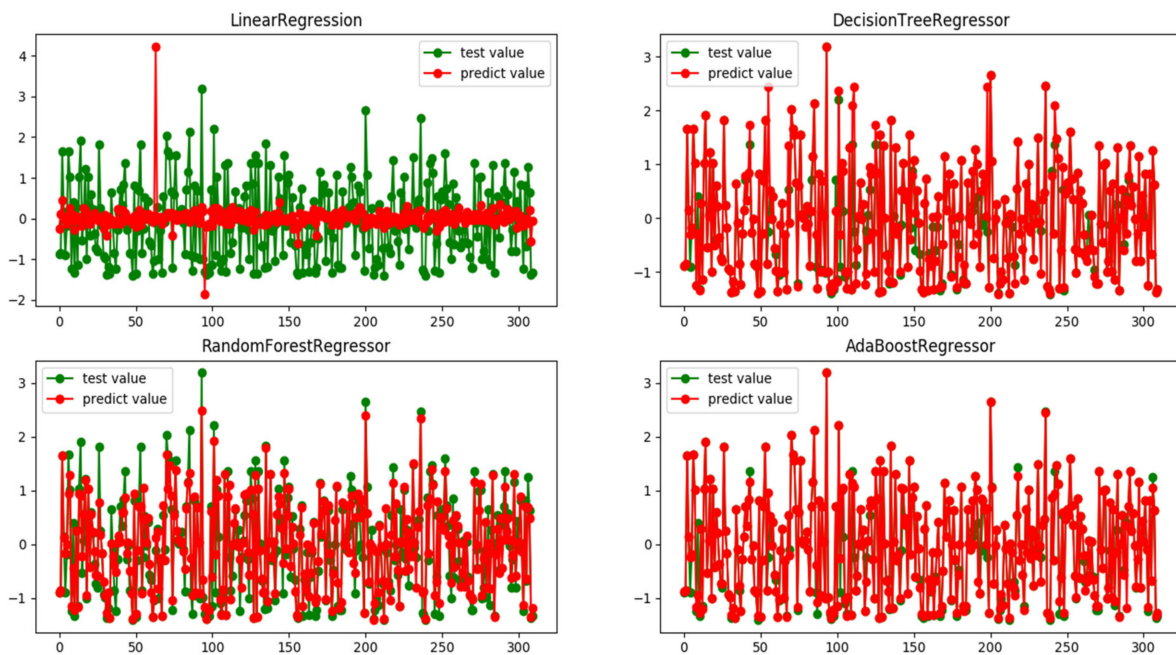 LinearRegression
test value
predict value
4
3
2
1
0
−1
−2
0 50 100 150 200 250 300
DecisionTreeRegressor
test value
predict value
3
2
1
0
−1
0 50 100 150 200 250 300
RandomForestRegressor
test value
predict value
3
2
1
0
−1
0 50 100 150 200 250 300
AdaBoostRegressor
test value
predict value
3
2
1
0
−1
0 50 100 150 200 250 300